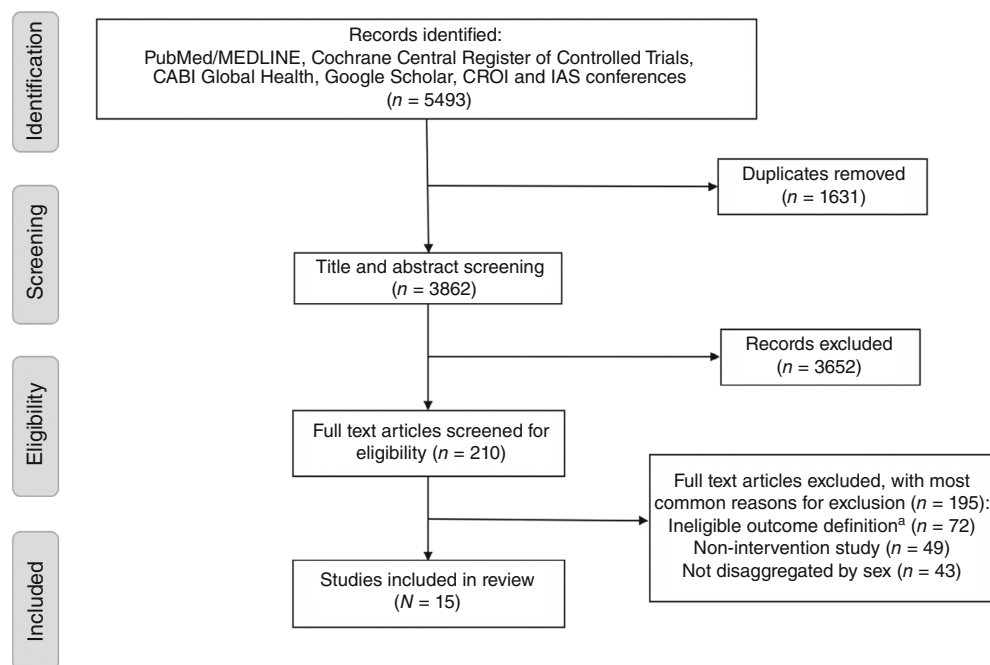 Identification
Records identified:
PubMed/MEDLINE, Cochrane Central Register of Controlled Trials,
CABI Global Health, Google Scholar, CROI and IAS conferences
(n = 5493)
Duplicates removed
(n = 1631)
Screening
Title and abstract screening
(n = 3862)
Records excluded
(n = 3652)
Eligibility
Full text articles screened for
eligibility (n = 210)
Full text articles excluded, with most
common reasons for exclusion (n = 195):
Ineligible outcome definitionᵃ (n = 72)
Non-intervention study (n = 49)
Not disaggregated by sex (n = 43)
Included
Studies included in review
(N = 15)